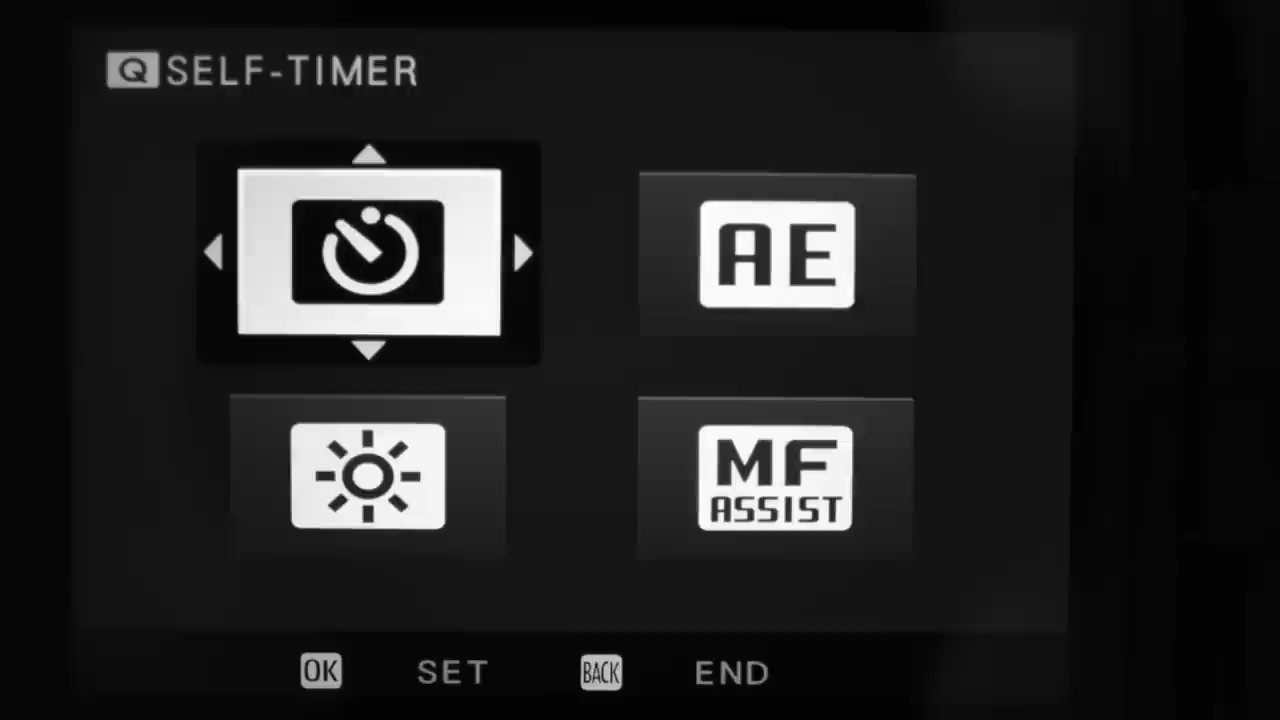 Q SELF-TIMER
AE
MF
ASSIST
OK SET BACK END